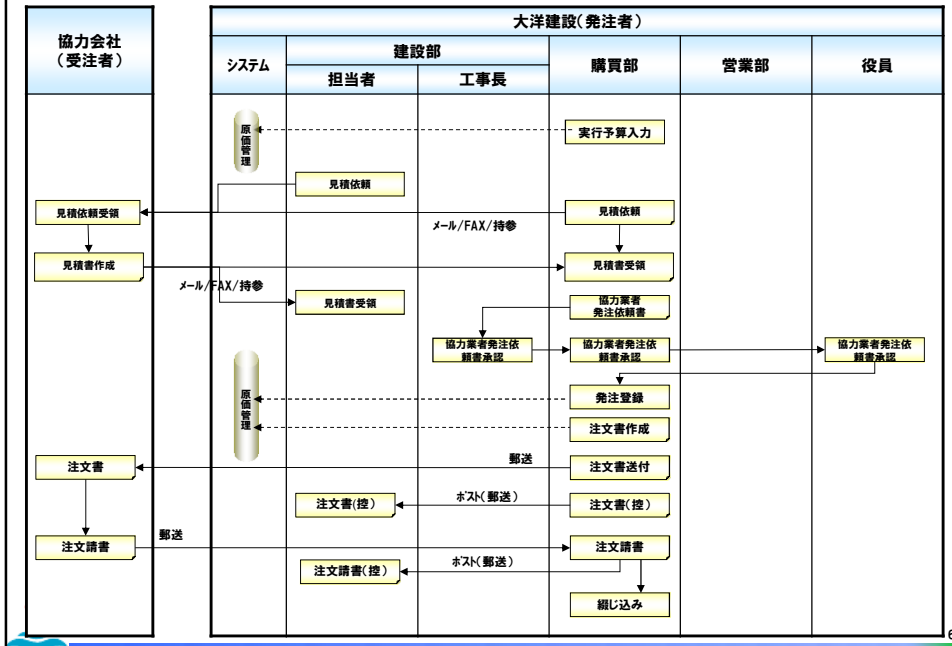 大洋建設(発注者)
協力会社
(受注者)
システム
建設部
担当者
工事長
購買部
営業部
役員
原価管理
実行予算入力
見積依頼
見積依頼受領
見積依頼
メール/FAX/持参
見積書作成
見積書受領
メール/FAX/持参
見積書受領
協力業者
発注依頼書
協力業者発注依
頼書承認
協力業者発注依
頼書承認
協力業者発注依
頼書承認
原価管理
発注登録
注文書作成
注文書
郵送
注文書送付
注文書(控)
ポスト(郵送)
注文書(控)
注文請書
郵送
注文請書
注文請書(控)
ポスト(郵送)
綴じ込み
6